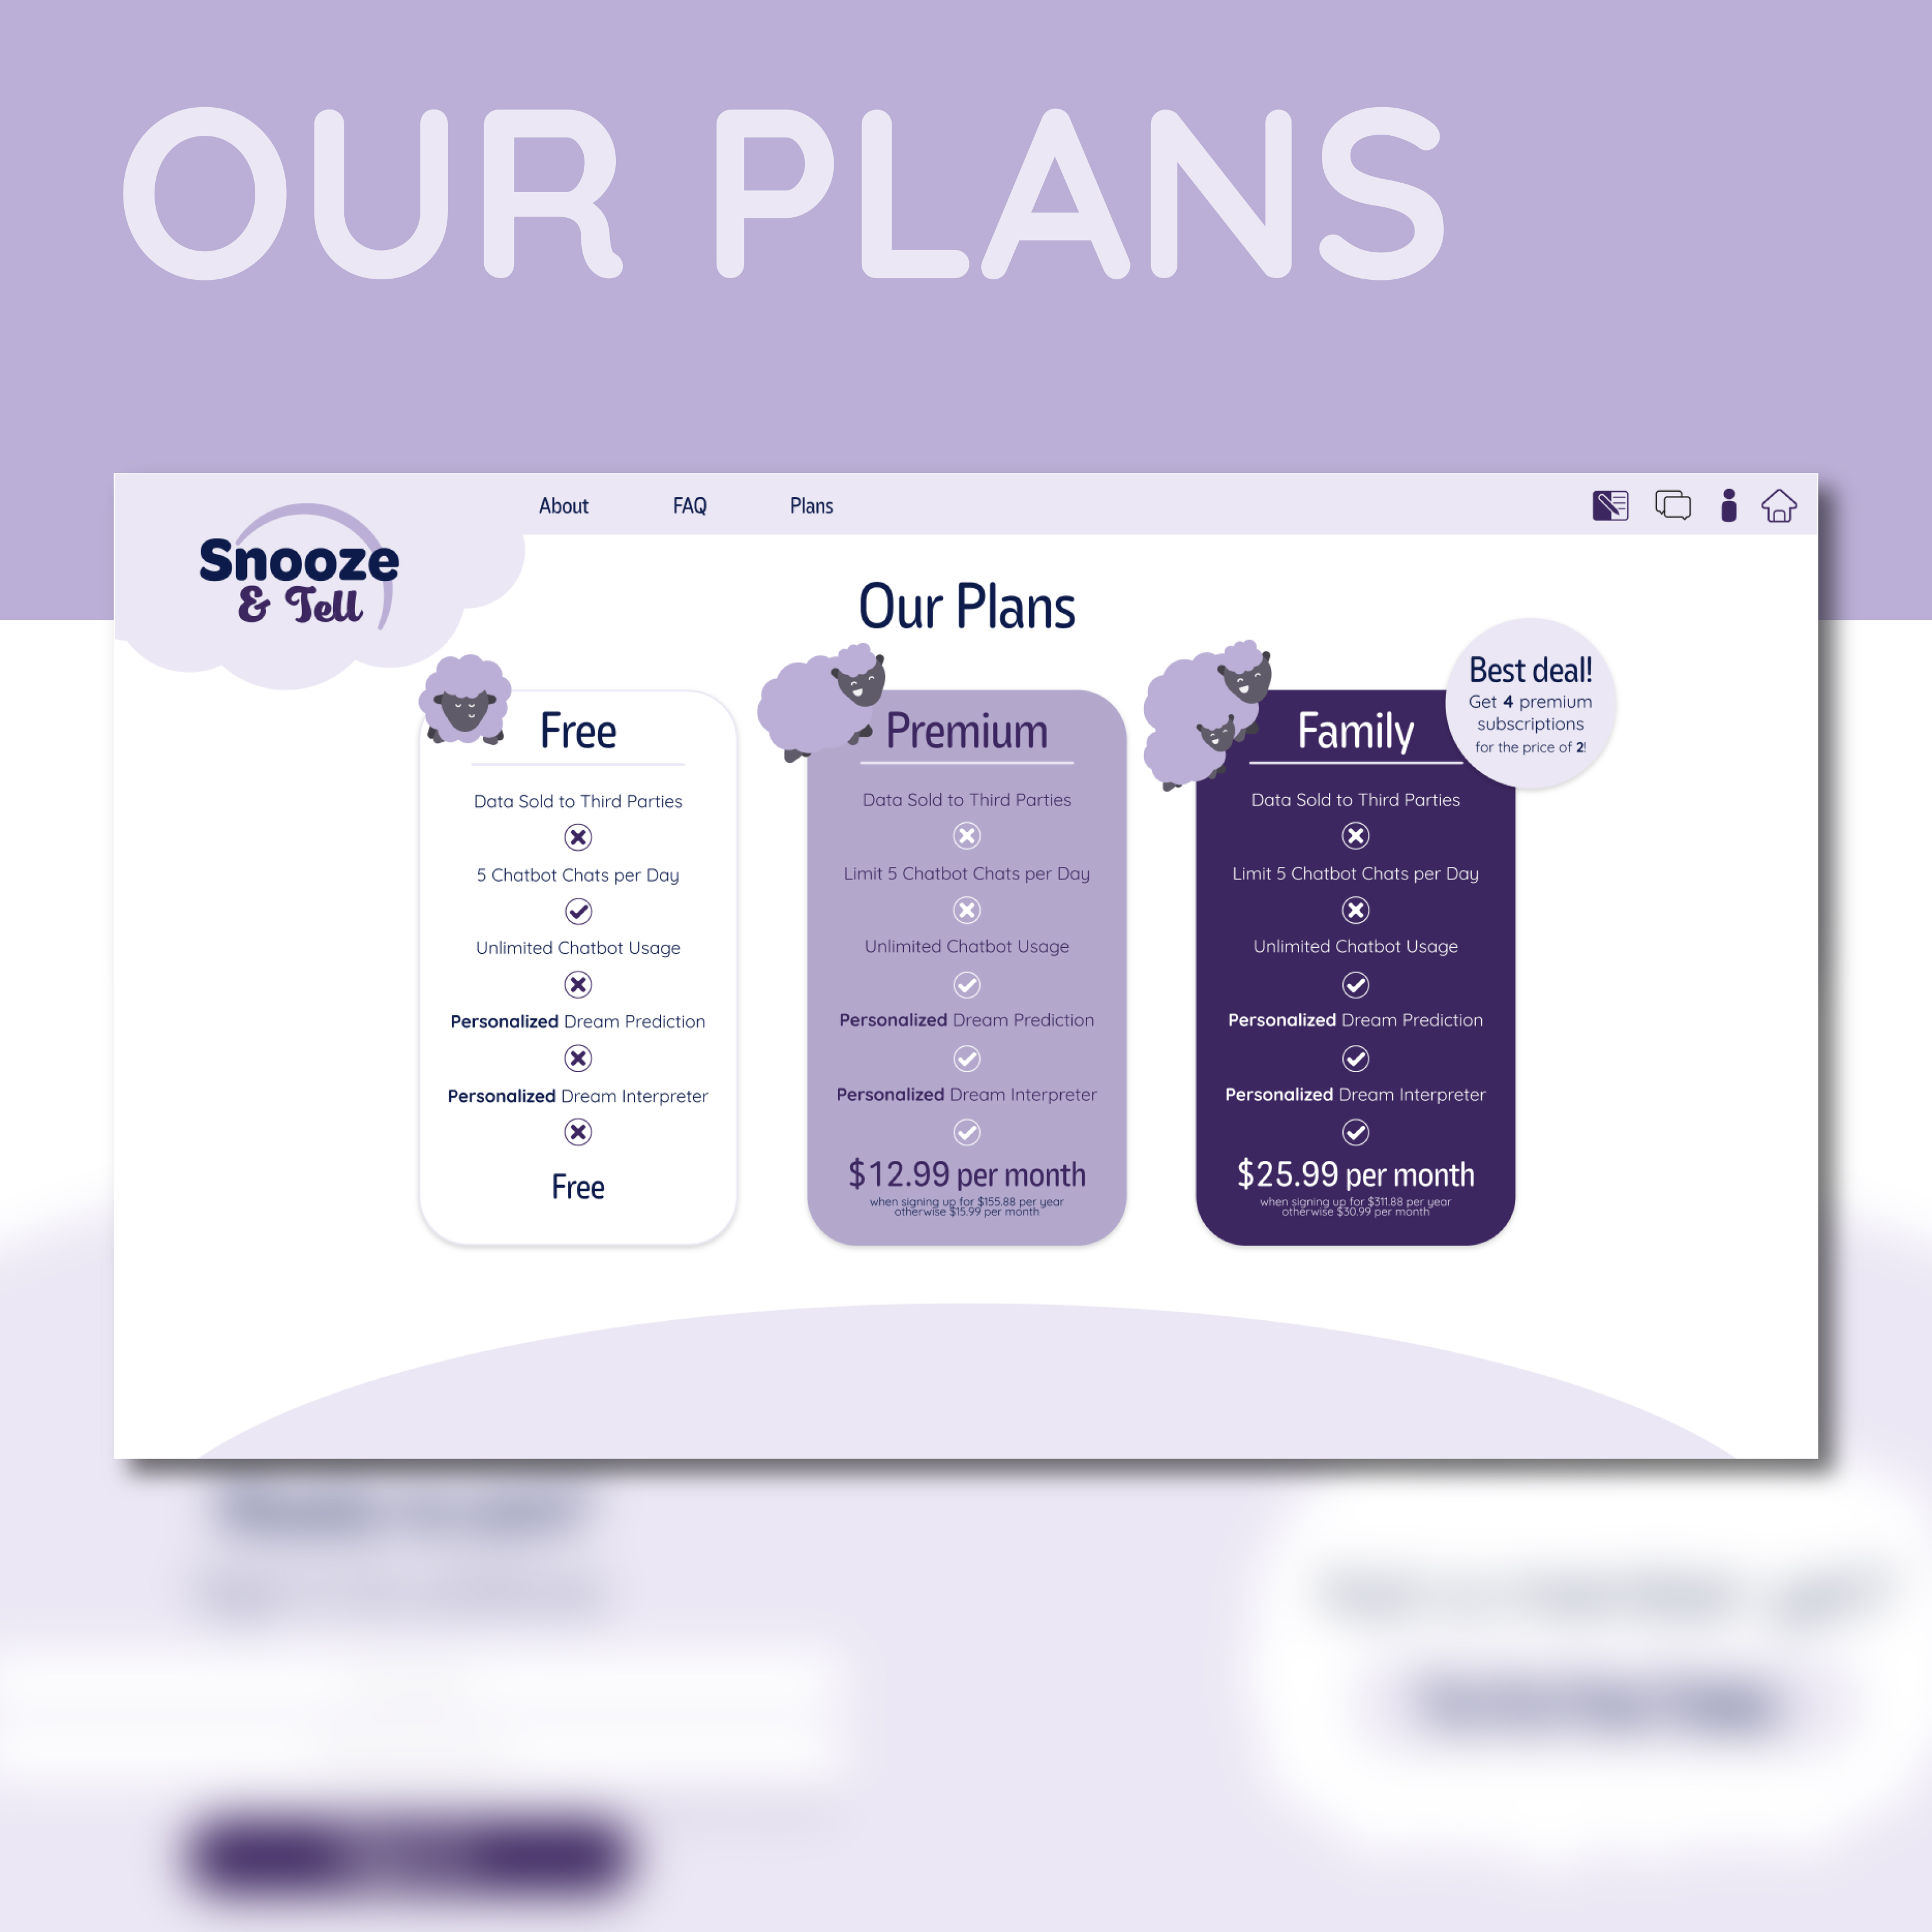 OUR PLANS
Snooze
& Tell
About
FAQ
Plans
Our Plans
Free
Data Sold to Third Parties
5 Chatbot Chats per Day
Unlimited Chatbot Usage
Personalized Dream Prediction
Personalized Dream Interpreter
Free
Premium
Data Sold to Third Parties
Limit 5 Chatbot Chats per Day
Unlimited Chatbot Usage
Personalized Dream Prediction
Personalized Dream Interpreter
$12.99 per month
when signing up for $155.88 per year
otherwise $15.99 per month
Family
Data Sold to Third Parties
Limit 5 Chatbot Chats per Day
Unlimited Chatbot Usage
Personalized Dream Prediction
Personalized Dream Interpreter
$25.99 per month
when signing up for $311.88 per year
otherwise $30.99 per month
Best deal!
Get 4 premium
subscriptions
for the price of 2!